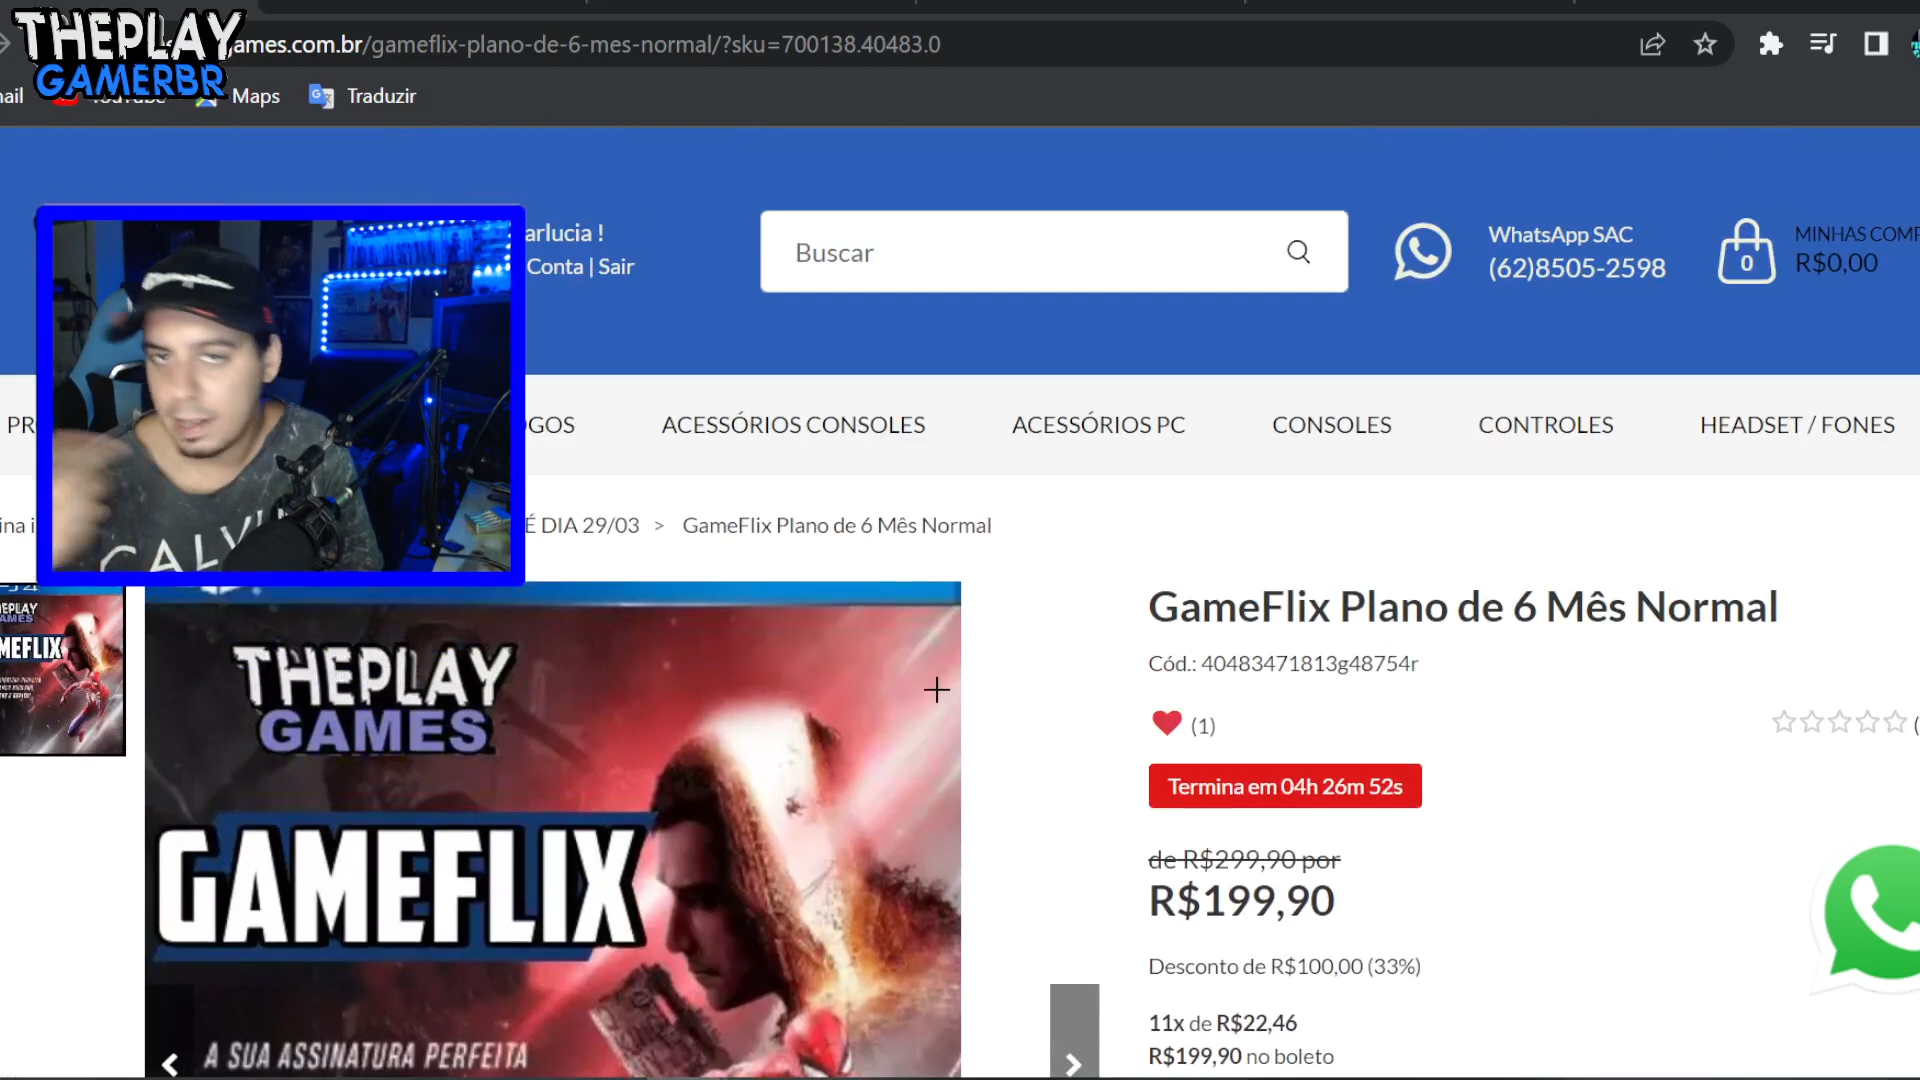 THEPLAY
GAMERBR
ames.com.br/gameflix-plano-de-6-mes-normal/?sku=700138.40483.0
Maps
Traduzir
arlucia !
Conta | Sair
Buscar
WhatsApp SAC
(62)8505-2598
0
MINHAS COMP
R$0,00
ACESSÓRIOS CONSOLES
ACESSÓRIOS PC
CONSOLES
CONTROLES
HEADSET / FONES
É DIA 29/03 > GameFlix Plano de 6 Mês Normal
CALVIN
THEPLAY
GAMES
GAMEFLIX
A SUA ASSINATURA PERFEITA
GameFlix Plano de 6 Mês Normal
Cód.: 40483471813g48754r
(1)
Termina em 04h 26m 52s
de R$299,90 por
R$199,90
Desconto de R$100,00 (33%)
11x de R$22,46
R$199,90 no boleto